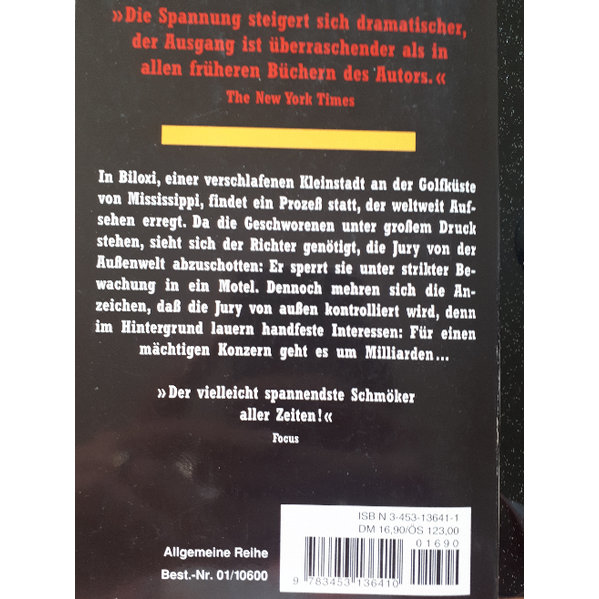 »Die Spannung steigert sich dramatischer,
der Ausgang ist überraschender als in
allen früheren Büchern des Autors.«
The New York Times
In Biloxi, einer verschlafenen Kleinstadt an der Golfküste
von Mississippi, findet ein Prozeß statt, der weltweit Auf-
sehen erregt. Da die Geschworenen unter großem Druck
stehen, sieht sich der Richter genötigt, die Jury von der
Außenwelt abzuschotten: Er sperrt sie unter strikter Be-
wachung in ein Motel. Dennoch mehren sich die An-
zeichen, daß die Jury von außen kontrolliert wird, denn
im Hintergrund lauern handfeste Interessen: Für einen
mächtigen Konzern geht es um Milliarden...
»Der vielleicht spannendste Schmöker
aller Zeiten!«
Focus
ISBN 3-453-13641-1
DM 16,90/ÖS 123,00
01690
9 783453 136410
Allgemeine Reihe
Best.-Nr. 01/10600